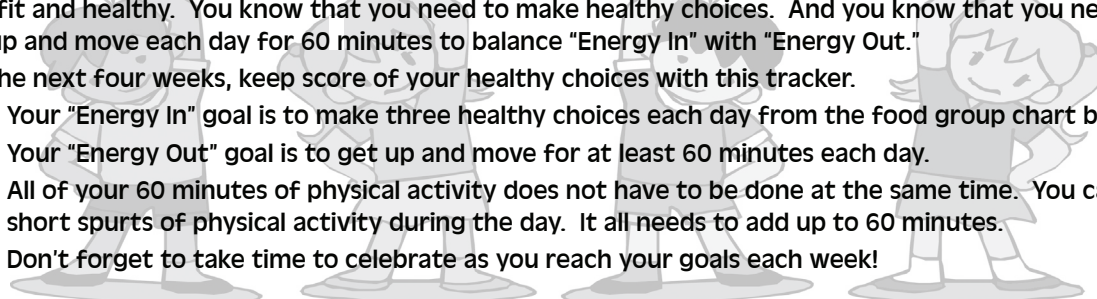 fit and healthy. You know that you need to make healthy choices. And you know that you ne
up and move each day for 60 minutes to balance “Energy In” with “Energy Out.”
he next four weeks, keep score of your healthy choices with this tracker.
Your “Energy In” goal is to make three healthy choices each day from the food group chart b
Your “Energy Out” goal is to get up and move for at least 60 minutes each day.
All of your 60 minutes of physical activity does not have to be done at the same time. You ca
short spurts of physical activity during the day. It all needs to add up to 60 minutes.
Don’t forget to take time to celebrate as you reach your goals each week!